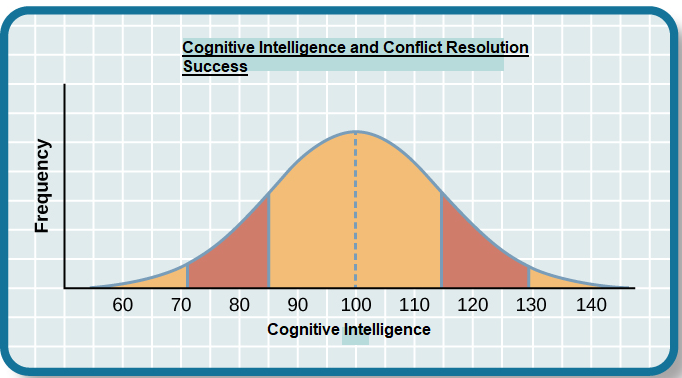 Cognitive Intelligence and Conflict Resolution
Success
Frequency
60 70 80 90 100 110 120 130 140
Cognitive Intelligence